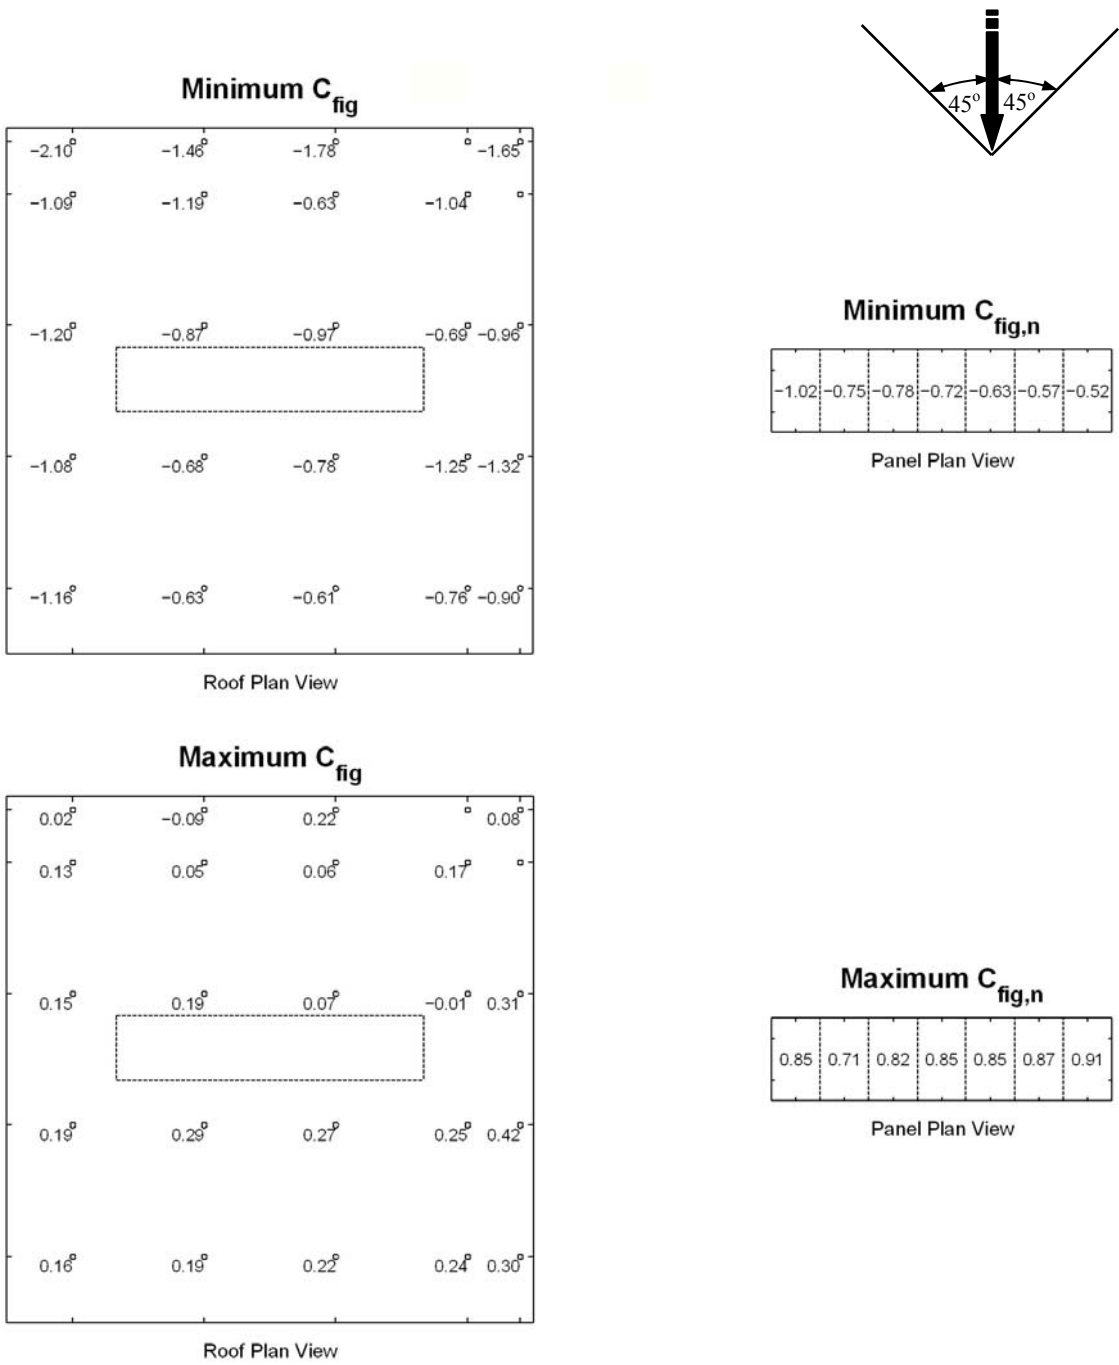 45° 45°
Minimum C_fig
−2.10 −1.46 −1.78 −1.65
−1.09 −1.19 −0.63 −1.04
−1.20 −0.87 −0.97 −0.69 −0.96
−1.08 −0.68 −0.78 −1.25 −1.32
−1.16 −0.63 −0.61 −0.76 −0.90
Roof Plan View
Minimum C_fig,n
−1.02 −0.75 −0.78 −0.72 −0.63 −0.57 −0.52
Panel Plan View
Maximum C_fig
0.02 −0.09 0.22 0.08
0.13 0.05 0.06 0.17
0.15 0.19 0.07 −0.01 0.31
0.19 0.29 0.27 0.25 0.42
0.16 0.19 0.22 0.24 0.30
Roof Plan View
Maximum C_fig,n
0.85 0.71 0.82 0.85 0.85 0.87 0.91
Panel Plan View